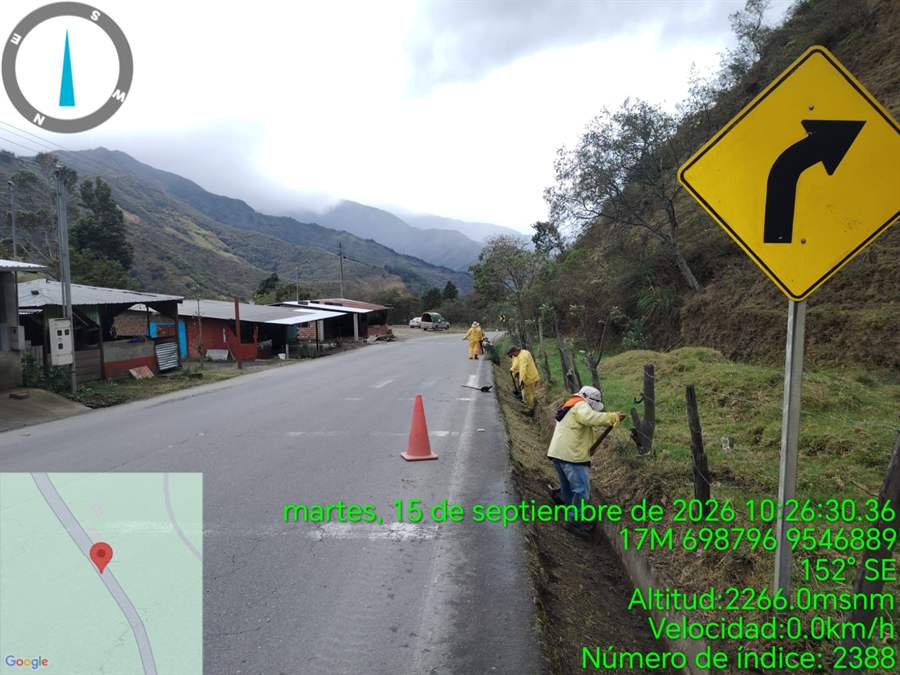 S
E
W
N
martes, 15 de septiembre de 2026 10:26:30.36
17M 698796 9546889
152° SE
Altitud:2266.0msnm
Velocidad:0.0km/h
Número de índice: 2388
Google